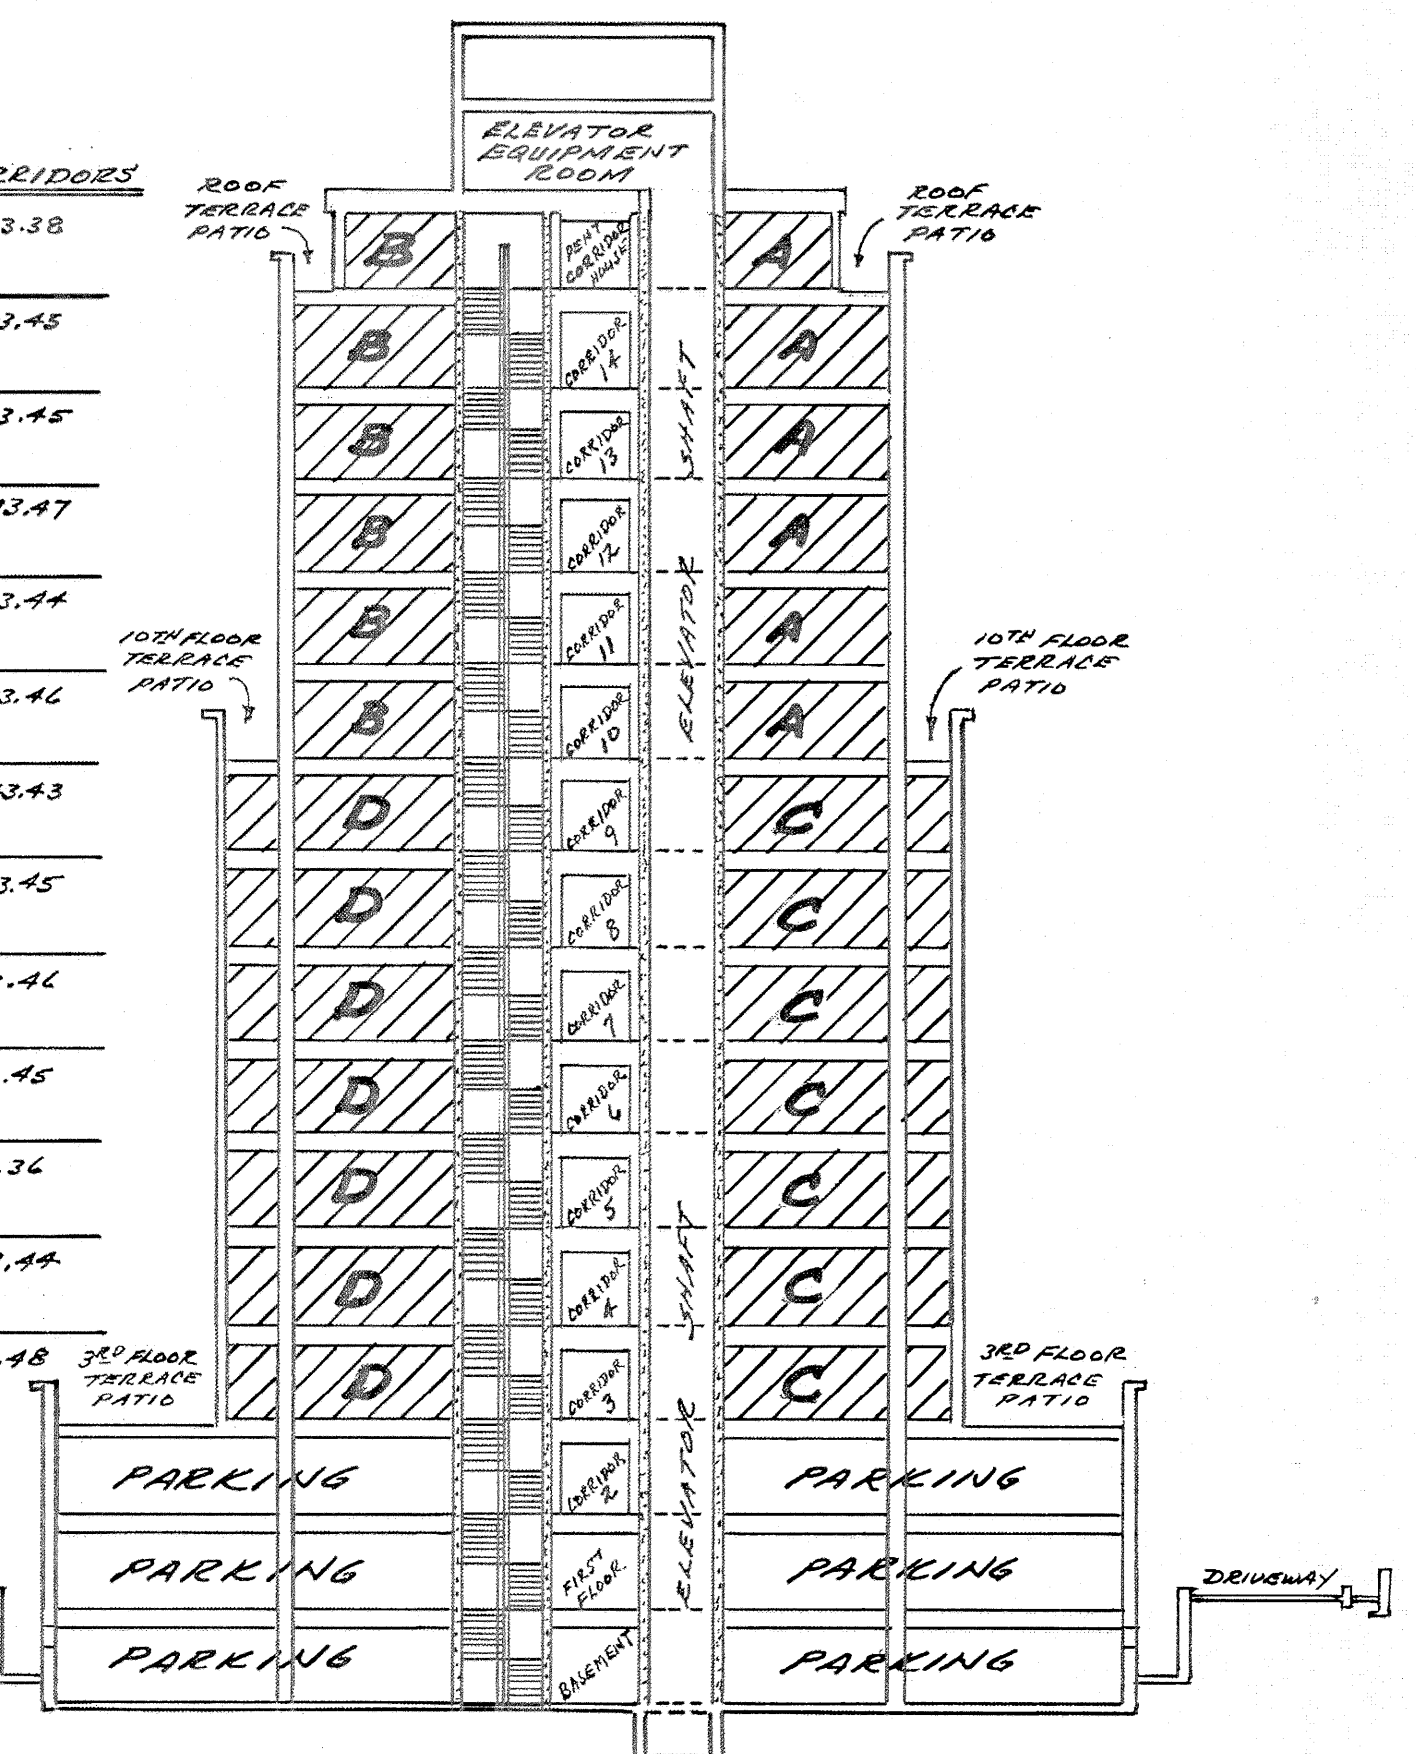 ELEVATOR
EQUIPMENT
ROOM
RRIDORS
ROOF
TERRACE
PATIO
ROOF
TERRACE
PATIO
3.38
B
PENT
CORRIDOR
HOUSE
A
3.45
B
CORRIDOR
14
A
3.45
B
CORRIDOR
13
A
SHAFT
3.47
B
CORRIDOR
12
A
3.44
B
CORRIDOR
11
A
ELEVATOR
10TH FLOOR
TERRACE
PATIO
10TH FLOOR
TERRACE
PATIO
3.46
B
CORRIDOR
10
A
3.43
D
CORRIDOR
9
C
3.45
D
CORRIDOR
8
C
.46
D
CORRIDOR
7
C
.45
D
CORRIDOR
6
C
.36
D
CORRIDOR
5
C
.44
D
CORRIDOR
4
C
SHAFT
.48
3RD FLOOR
TERRACE
PATIO
D
CORRIDOR
3
C
3RD FLOOR
TERRACE
PATIO
PARKING
CORRIDOR
2
ELEVATOR
PARKING
PARKING
FIRST
FLOOR
PARKING
DRIVEWAY
PARKING
BASEMENT
PARKING